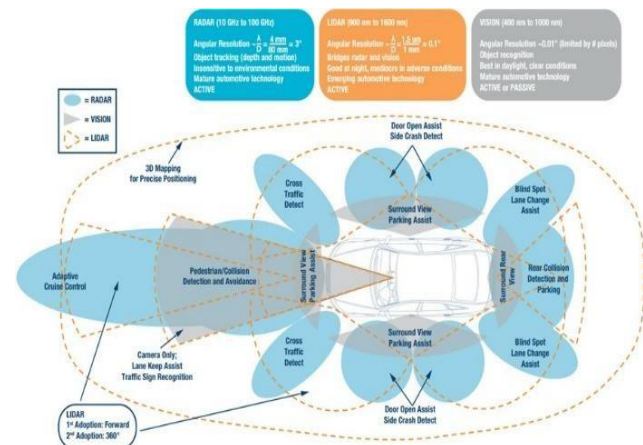 RADAR (10 GHz to 100 GHz)
Angular Resolution ~ λ/D = 4 mm/80 mm = 3°
Object tracking (depth and motion)
Insensitive to environmental conditions
Mature automotive technology
ACTIVE
LIDAR (900 nm to 1600 nm)
Angular Resolution ~ λ/D = 1.5 μm/1 mm = 0.1°
Bridges radar and vision
Good at night, mediocre in adverse conditions
Emerging automotive technology
ACTIVE
VISION (400 nm to 1000 nm)
Angular Resolution ~0.01° (limited by # pixels)
Object recognition
Best in daylight, clear conditions
Mature automotive technology
ACTIVE or PASSIVE
= RADAR
= VISION
= LIDAR
3D Mapping
for Precise Positioning
Door Open Assist
Side Crash Detect
Cross
Traffic
Detect
Surround View
Parking Assist
Blind Spot
Lane Change
Assist
Adaptive
Cruise Control
Pedestrian/Collision
Detection and Avoidance
Surround View
Parking Assist
Surround Rear
View
Rear Collision
Detection and
Parking
Camera Only;
Lane Keep Assist
Traffic Sign Recognition
Cross
Traffic
Detect
Surround View
Parking Assist
Blind Spot
Lane Change
Assist
Door Open Assist
Side Crash Detect
LIDAR
1st Adoption: Forward
2nd Adoption: 360°